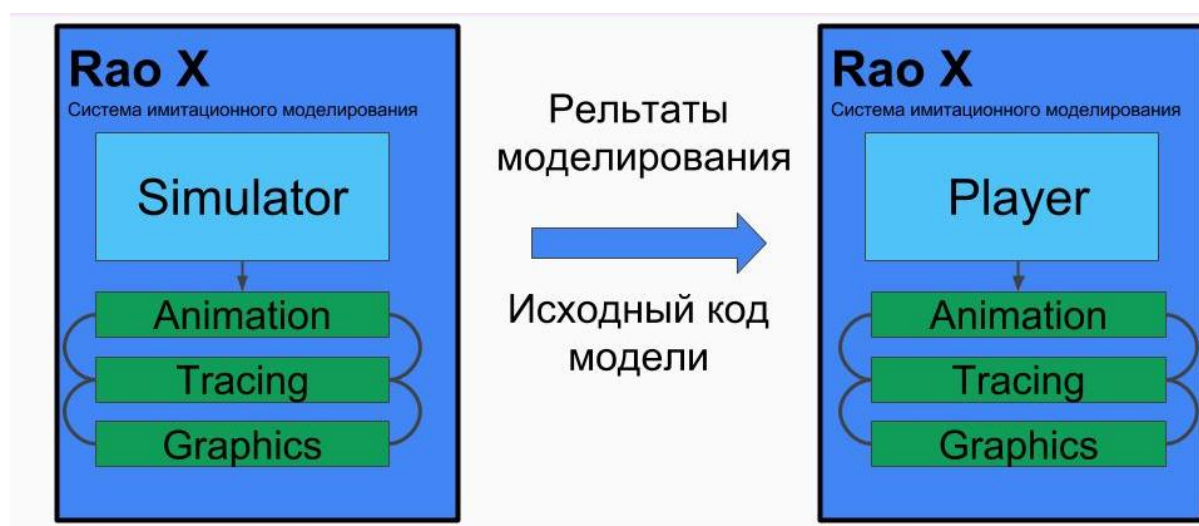 Rao X
Система имитационного моделирования
Simulator
Animation
Tracing
Graphics
Рельтаты
моделирования
Исходный код
модели
Rao X
Система имитационного моделирования
Player
Animation
Tracing
Graphics